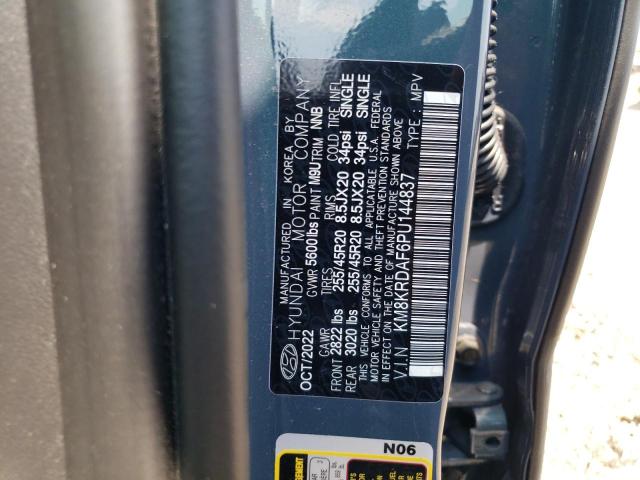 MANUFACTURED IN KOREA BY
HYUNDAI MOTOR COMPANY
OCT/2022 GVWR 5600lbs PAINT M9U TRIM NNB
GAWR TIRES RIMS COLD TIRE INFL
FRONT 2822 lbs 255/45R20 8.5JX20 34psi SINGLE
REAR 3020 lbs 255/45R20 8.5JX20 34psi SINGLE
THIS VEHICLE CONFORMS TO ALL APPLICABLE U.S.A. FEDERAL
MOTOR VEHICLE SAFETY AND THEFT PREVENTION STANDARDS
IN EFFECT ON THE DATE OF MANUFACTURE SHOWN ABOVE
VIN: KM8KRDAF6PU144837 TYPE: MPV
N06